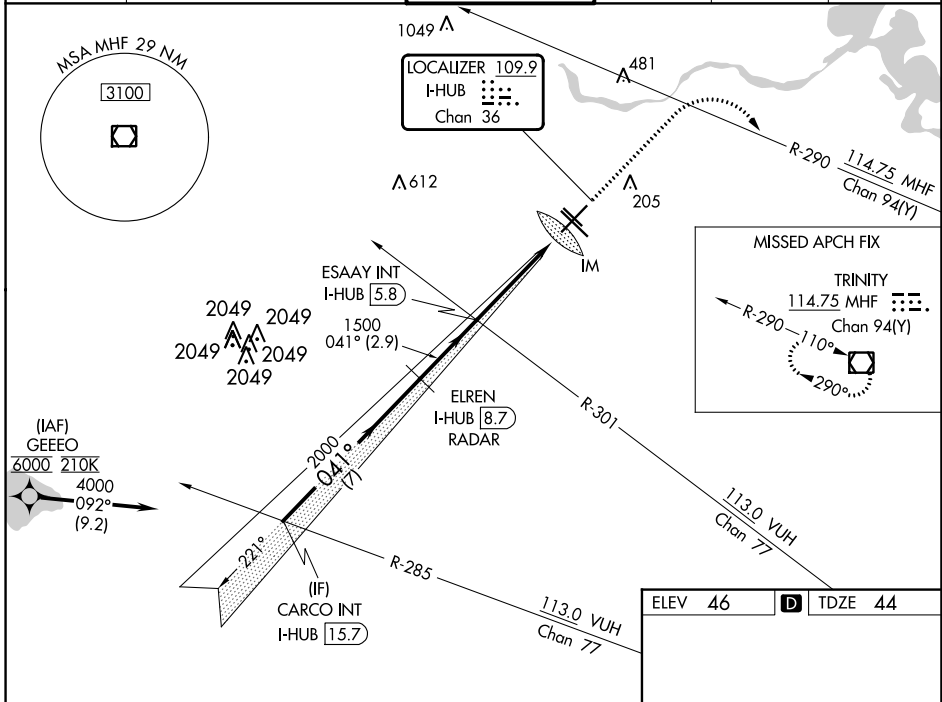 MSA MHF 29 NM
3100
1049
LOCALIZER 109.9
I-HUB
Chan 36
481
R-290
114.75 MHF
Chan 94(Y)
612
205
IM
MISSED APCH FIX
TRINITY
114.75 MHF
Chan 94(Y)
R-290
110°
290°
ESAAY INT
I-HUB 5.8
1500
041° (2.9)
2049
2049
2049
2049
2049
ELREN
I-HUB 8.7
RADAR
R-301
113.0 VUH
Chan 77
(IAF)
GEEEO
6000 210K
4000
092°
(9.2)
2000
041°
(7)
221°
(IF)
CARCO INT
I-HUB 15.7
R-285
113.0 VUH
Chan 77
ELEV 46 D TDZE 44